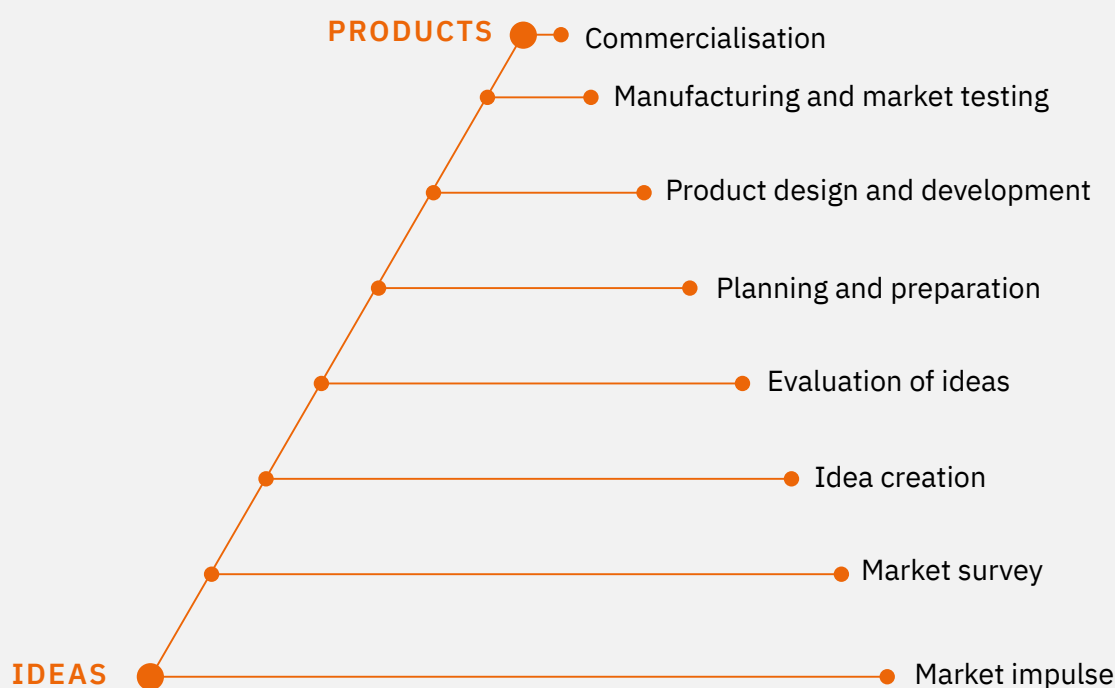 PRODUCTS
Commercialisation
Manufacturing and market testing
Product design and development
Planning and preparation
Evaluation of ideas
Idea creation
Market survey
IDEAS
Market impulse